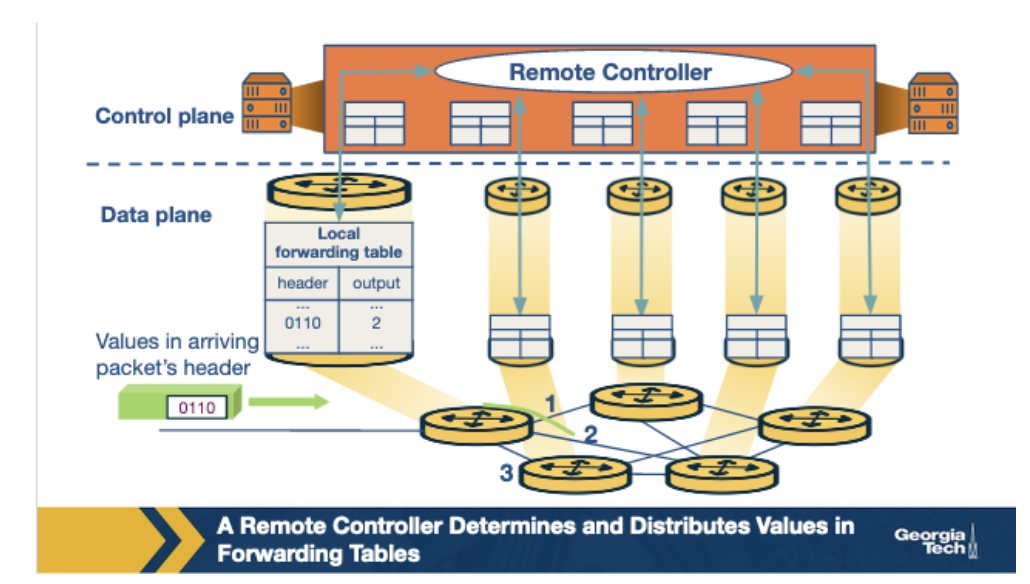 Remote Controller
Control plane
Data plane
Local
forwarding table
header output
... ...
0110 2
... ...
Values in arriving
packet's header
0110
1
2
3
A Remote Controller Determines and Distributes Values in
Forwarding Tables
Georgia
Tech